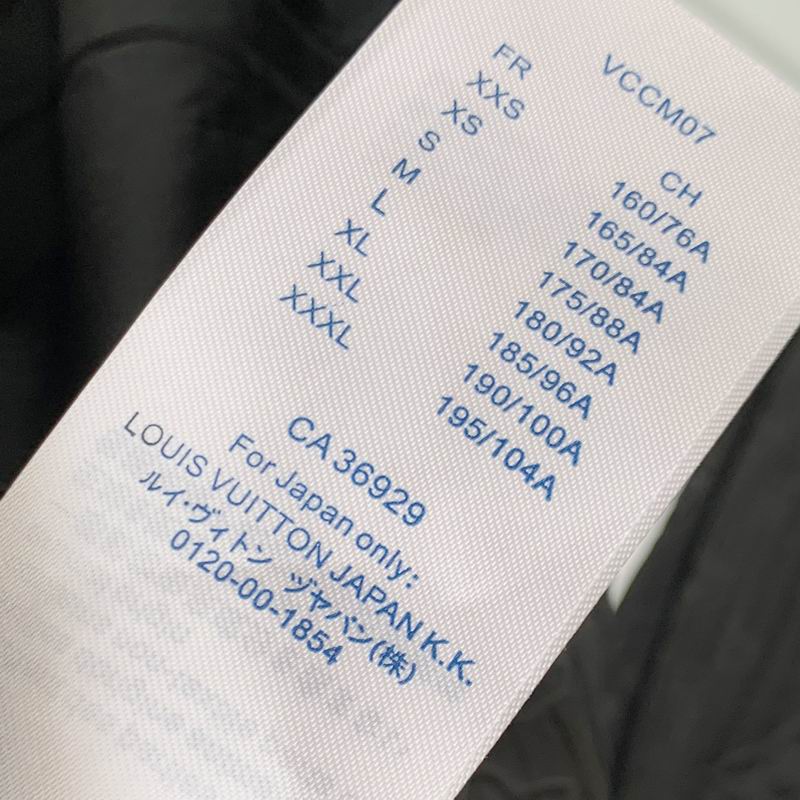 VCCM07
FR CH
XXS 160/76A
XS 165/84A
S 170/84A
M 175/88A
L 180/92A
XL 185/96A
XXL 190/100A
XXXL 195/104A
CA 36929
For Japan only:
LOUIS VUITTON JAPAN K.K.
ルイ・ヴィトン ヅヤパン(株)
0120-00-1854